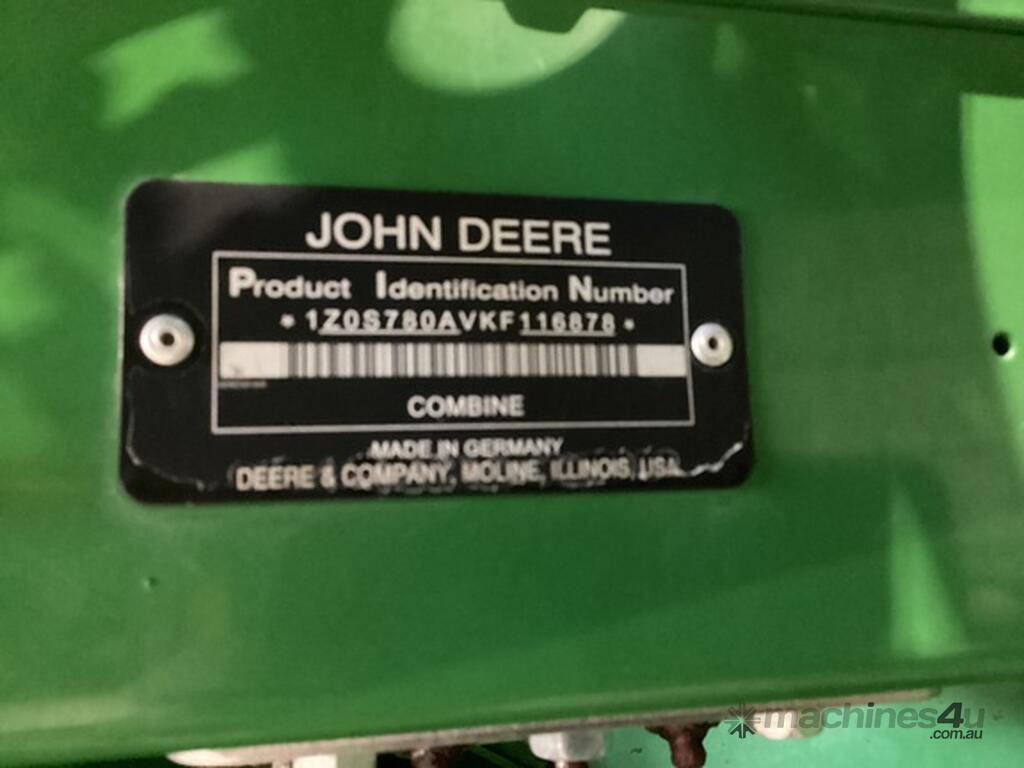 JOHN DEERE
Product Identification Number
*1Z0S780AVKF116878*
COMBINE
MADE IN GERMANY
DEERE & COMPANY, MOLINE, ILLINOIS, USA
machines4u
.com.au